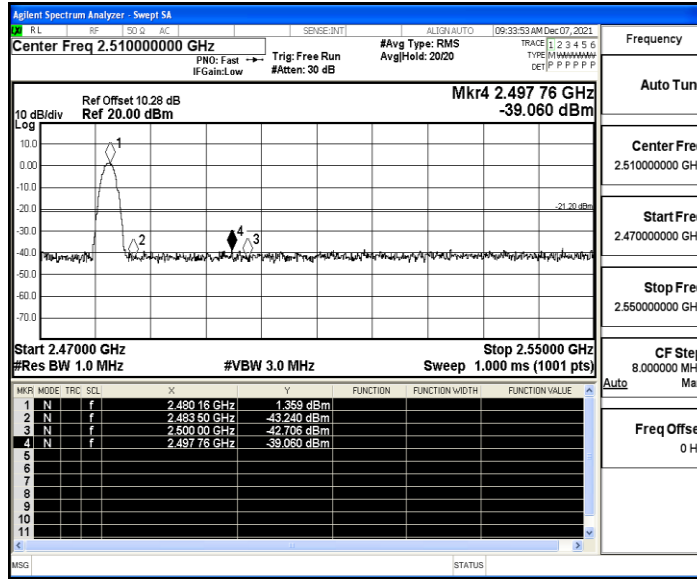 Agilent Spectrum Analyzer - Swept SA
RL RF 50 Ω AC SENSE:INT ALIGN AUTO 09:33:53 AM Dec 07, 2021
Center Freq 2.510000000 GHz
PNO: Fast
IFGain:Low
Trig: Free Run
#Atten: 30 dB
#Avg Type: RMS
Avg|Hold: 20/20
TRACE 1 2 3 4 5 6
TYPE M
DET P P P P P P
Ref Offset 10.28 dB
10 dB/div Ref 20.00 dBm
Log
Mkr4 2.497 76 GHz
-39.060 dBm
10.0
0.00
-10.0
-20.0
-30.0
-40.0
-50.0
-60.0
-70.0
1
2
4
3
-21.20 dBm
Start 2.47000 GHz Stop 2.55000 GHz
#Res BW 1.0 MHz #VBW 3.0 MHz Sweep 1.000 ms (1001 pts)
MKR MODE TRC SCL X Y FUNCTION FUNCTION WIDTH FUNCTION VALUE
1 N f 2.480 16 GHz 1.359 dBm
2 N f 2.483 50 GHz -43.240 dBm
3 N f 2.500 00 GHz -42.706 dBm
4 N f 2.497 76 GHz -39.060 dBm
5
6
7
8
9
10
11
MSG STATUS
Frequency
Auto Tun
Center Fre
2.510000000 GH
Start Fre
2.470000000 GH
Stop Fre
2.550000000 GH
CF Ste
8.000000 MH
Auto Ma
Freq Offse
0 H